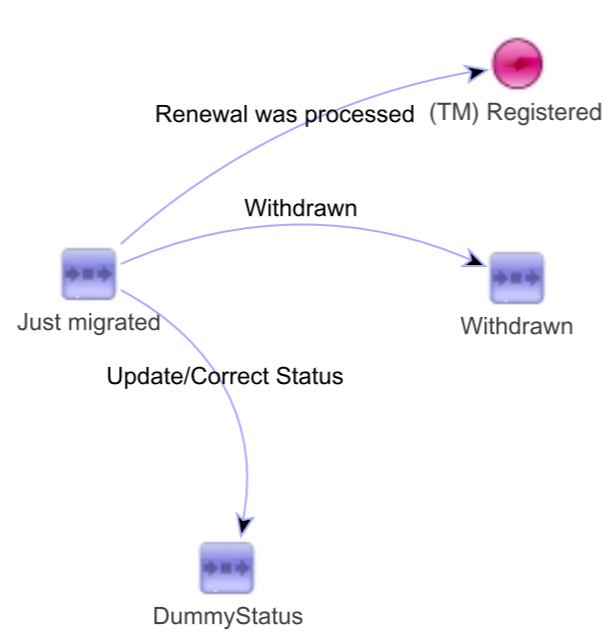 Renewal was processed
(TM) Registered
Withdrawn
Just migrated
Withdrawn
Update/Correct Status
DummyStatus